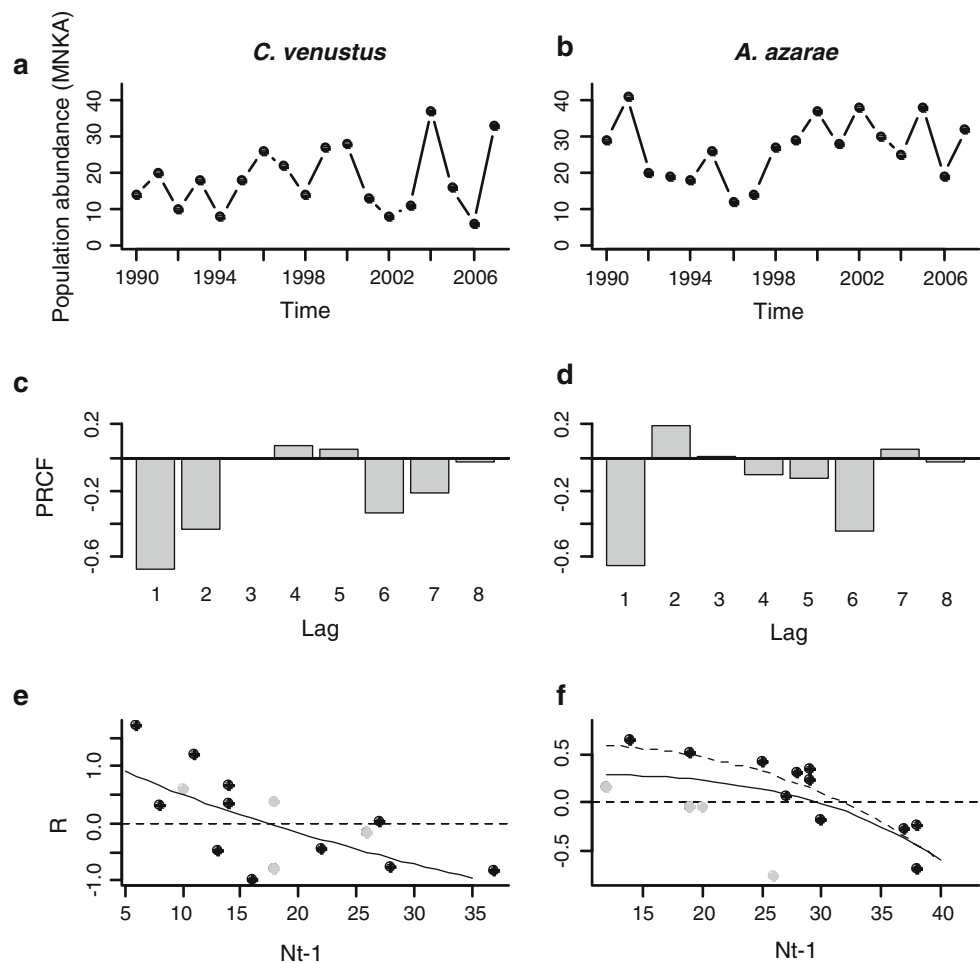 a
C. venustus
b
A. azarae
Population abundance (MNKA)
0 10 20 30 40
1990 1994 1998 2002 2006
Time
0 10 20 30 40
1990 1994 1998 2002 2006
Time
c
PRCF
0.2
-0.2
-0.6
1 2 3 4 5 6 7 8
Lag
d
0.2
-0.2
-0.6
1 2 3 4 5 6 7 8
Lag
e
R
1.0
0.0
-1.0
5 10 15 20 25 30 35
Nt-1
f
0.5
0.0
-0.5
15 20 25 30 35 40
Nt-1